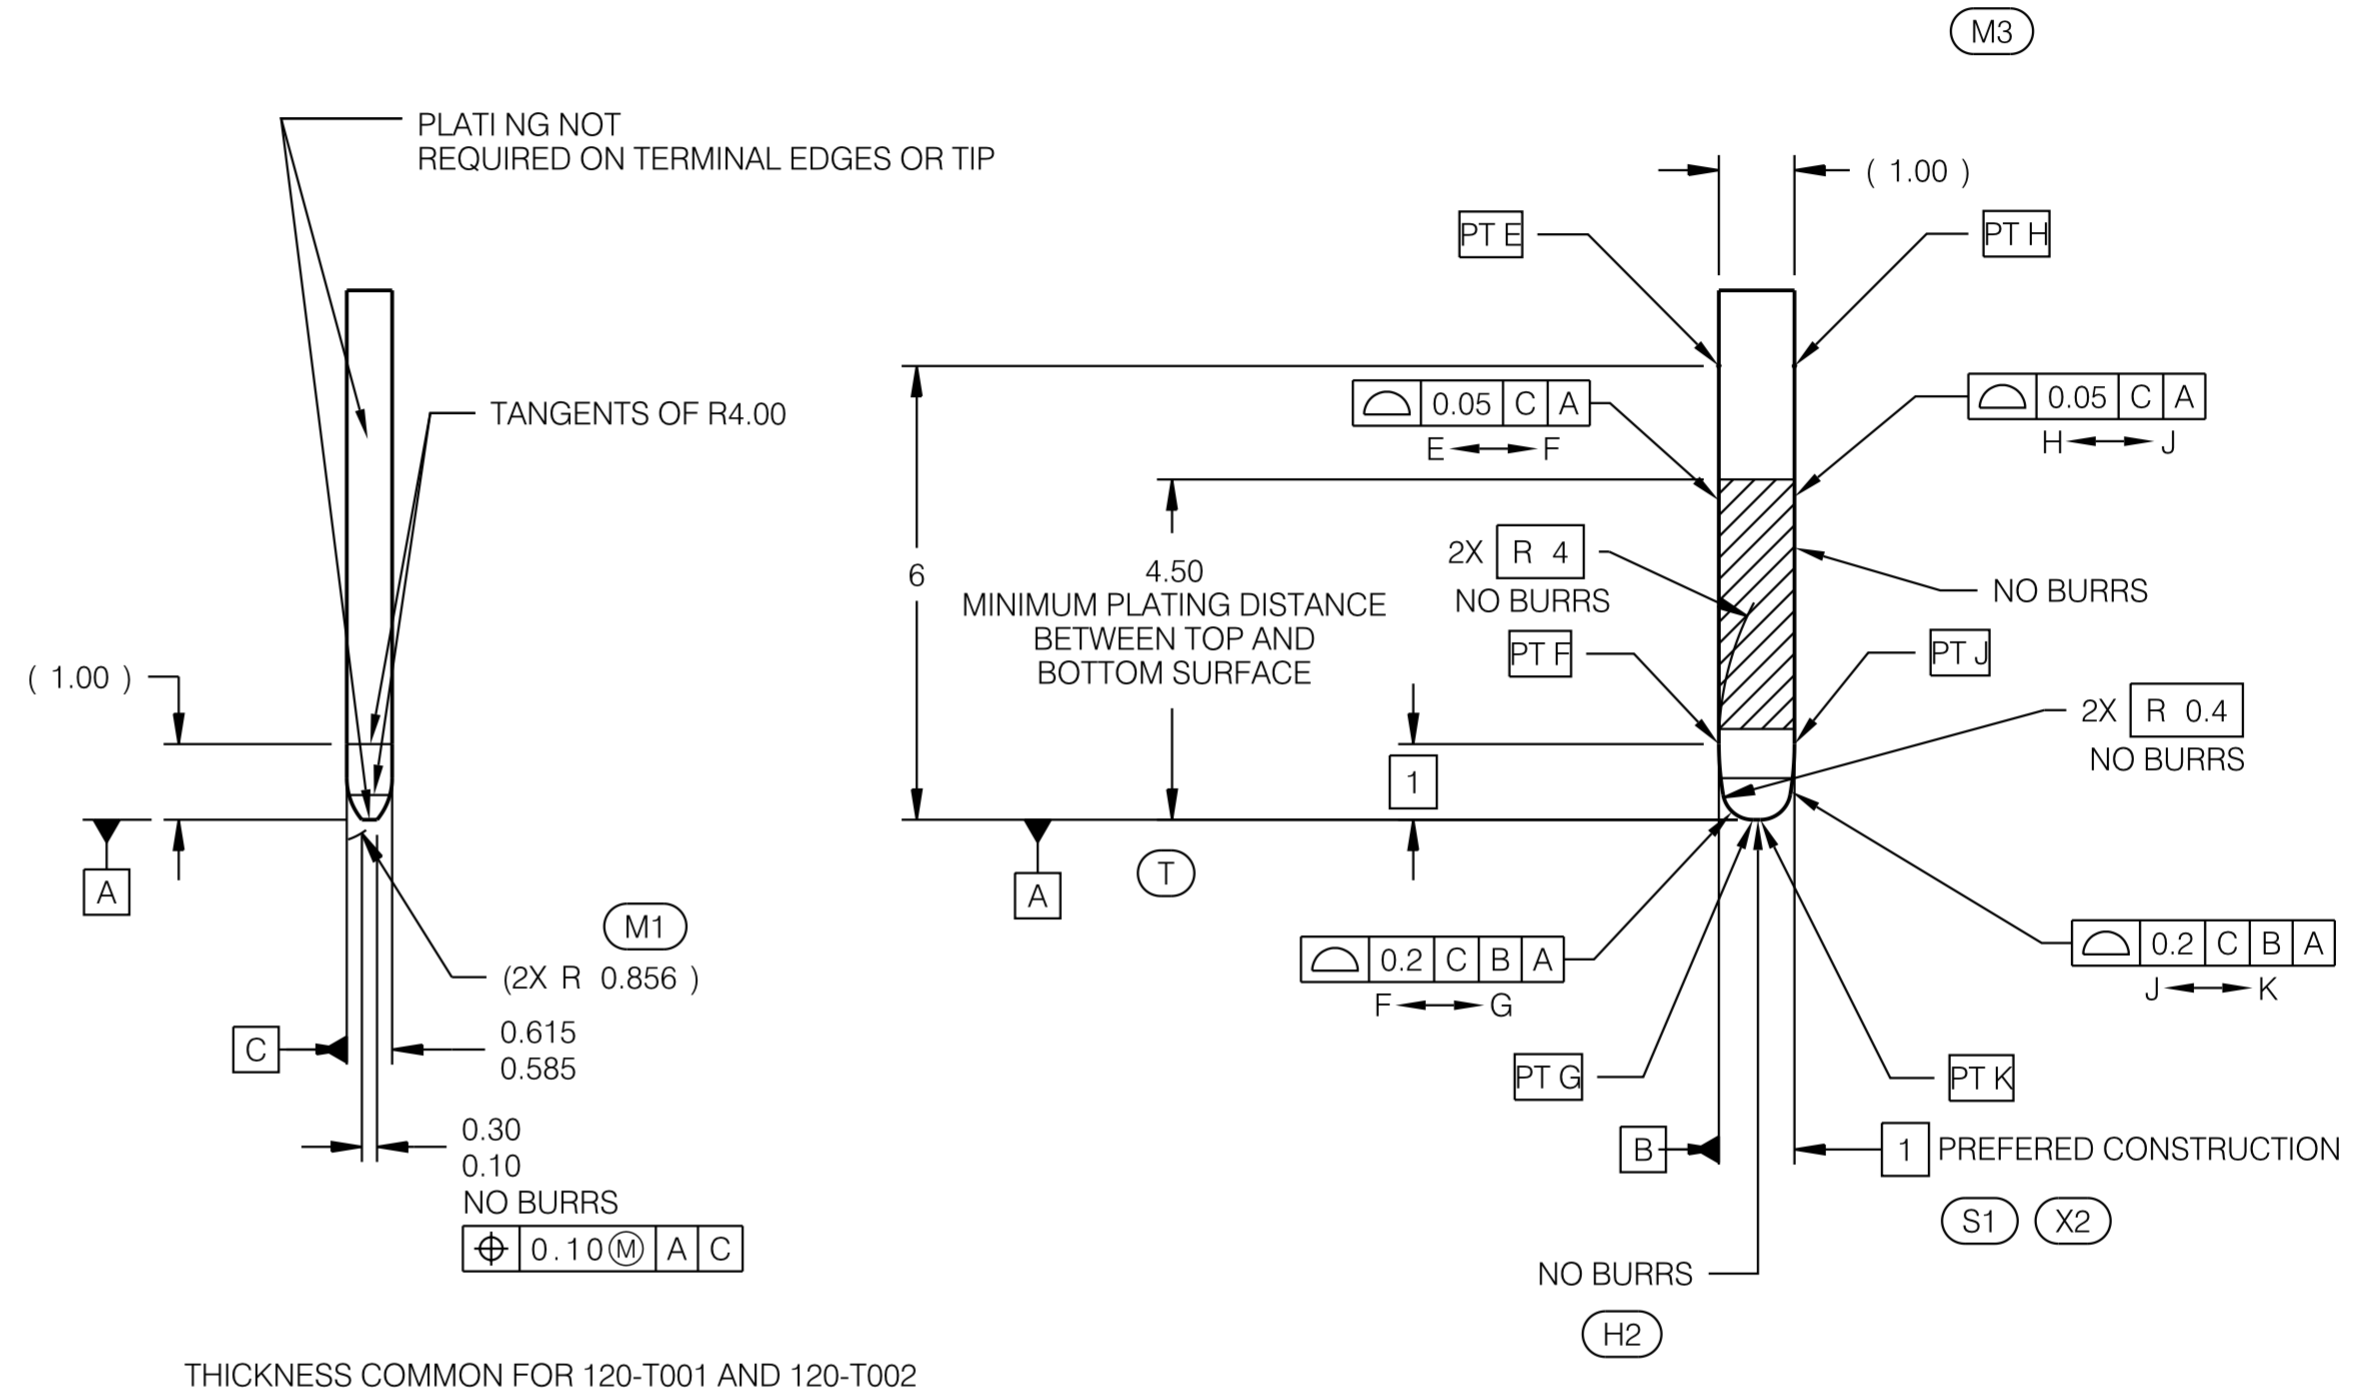 M3
PLATI NG NOT
REQUIRED ON TERMINAL EDGES OR TIP
( 1.00 )
PT E
PT H
0.05 C A
E F
0.05 C A
H J
TANGENTS OF R4.00
2X R 4
NO BURRS
6
4.50
MINIMUM PLATING DISTANCE
BETWEEN TOP AND
BOTTOM SURFACE
NO BURRS
PT F
PT J
( 1.00 )
2X R 0.4
NO BURRS
1
A
A
T
M1
(2X R 0.856 )
0.2 C B A
F G
0.2 C B A
J K
C
0.615
0.585
PT G
PT K
0.30
0.10
NO BURRS
0.10 Ⓜ A C
B
1 PREFERED CONSTRUCTION
S1 X2
NO BURRS
H2
THICKNESS COMMON FOR 120-T001 AND 120-T002